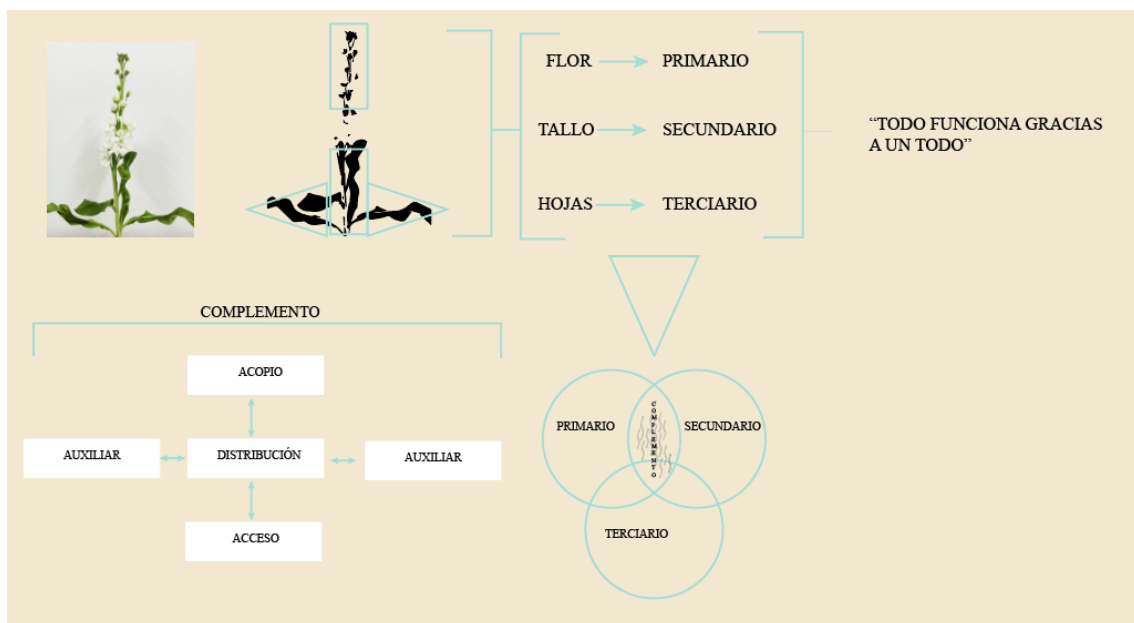 FLOR
PRIMARIO
TALLO
SECUNDARIO
HOJAS
TERCIARIO
“TODO FUNCIONA GRACIAS
A UN TODO”
COMPLEMENTO
ACOPIO
AUXILIAR
DISTRIBUCIÓN
AUXILIAR
ACCESO
PRIMARIO
COMPLEMENTO
SECUNDARIO
TERCIARIO